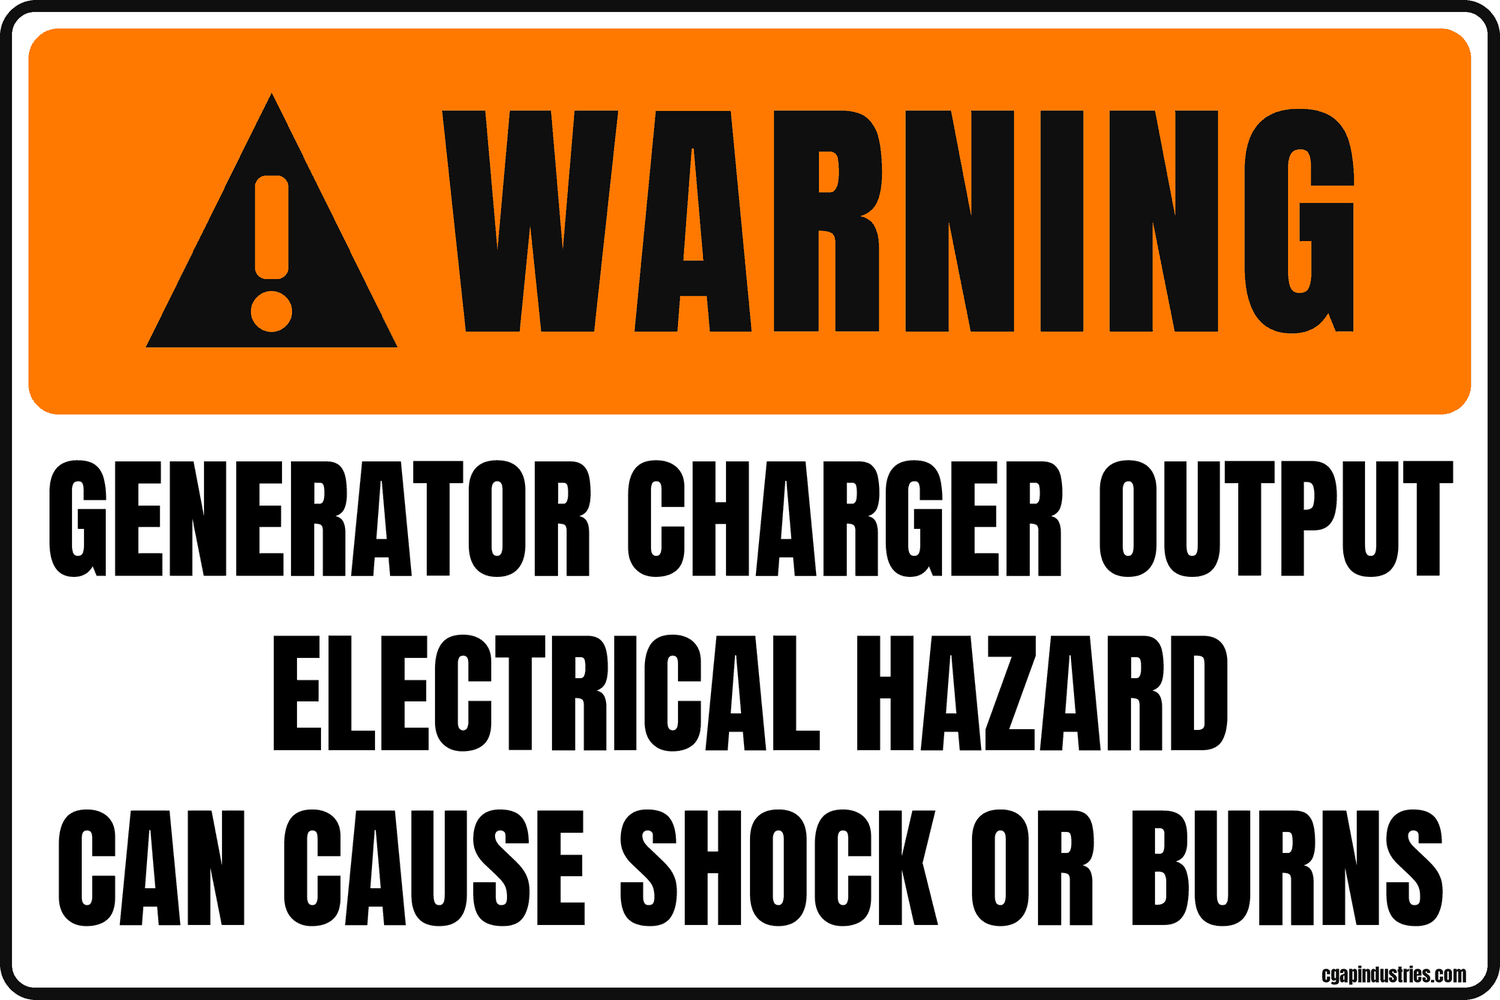 WARNING
GENERATOR CHARGER OUTPUT
ELECTRICAL HAZARD
CAN CAUSE SHOCK OR BURNS
cgapindustries.com